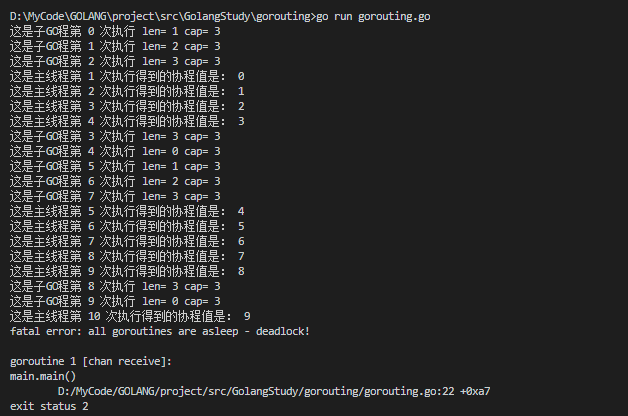 D:\MyCode\GOLANG\project\src\GolangStudy\gorouting>go run gorouting.go
这是子GO程第 0 次执行 len= 1 cap= 3
这是子GO程第 1 次执行 len= 2 cap= 3
这是子GO程第 2 次执行 len= 3 cap= 3
这是主线程第 1 次执行得到的协程值是： 0
这是主线程第 2 次执行得到的协程值是： 1
这是主线程第 3 次执行得到的协程值是： 2
这是主线程第 4 次执行得到的协程值是： 3
这是子GO程第 3 次执行 len= 3 cap= 3
这是子GO程第 4 次执行 len= 0 cap= 3
这是子GO程第 5 次执行 len= 1 cap= 3
这是子GO程第 6 次执行 len= 2 cap= 3
这是子GO程第 7 次执行 len= 3 cap= 3
这是主线程第 5 次执行得到的协程值是： 4
这是主线程第 6 次执行得到的协程值是： 5
这是主线程第 7 次执行得到的协程值是： 6
这是主线程第 8 次执行得到的协程值是： 7
这是主线程第 9 次执行得到的协程值是： 8
这是子GO程第 8 次执行 len= 3 cap= 3
这是子GO程第 9 次执行 len= 0 cap= 3
这是主线程第 10 次执行得到的协程值是： 9
fatal error: all goroutines are asleep - deadlock!
goroutine 1 [chan receive]:
main.main()
D:/MyCode/GOLANG/project/src/GolangStudy/gorouting/gorouting.go:22 +0xa7
exit status 2